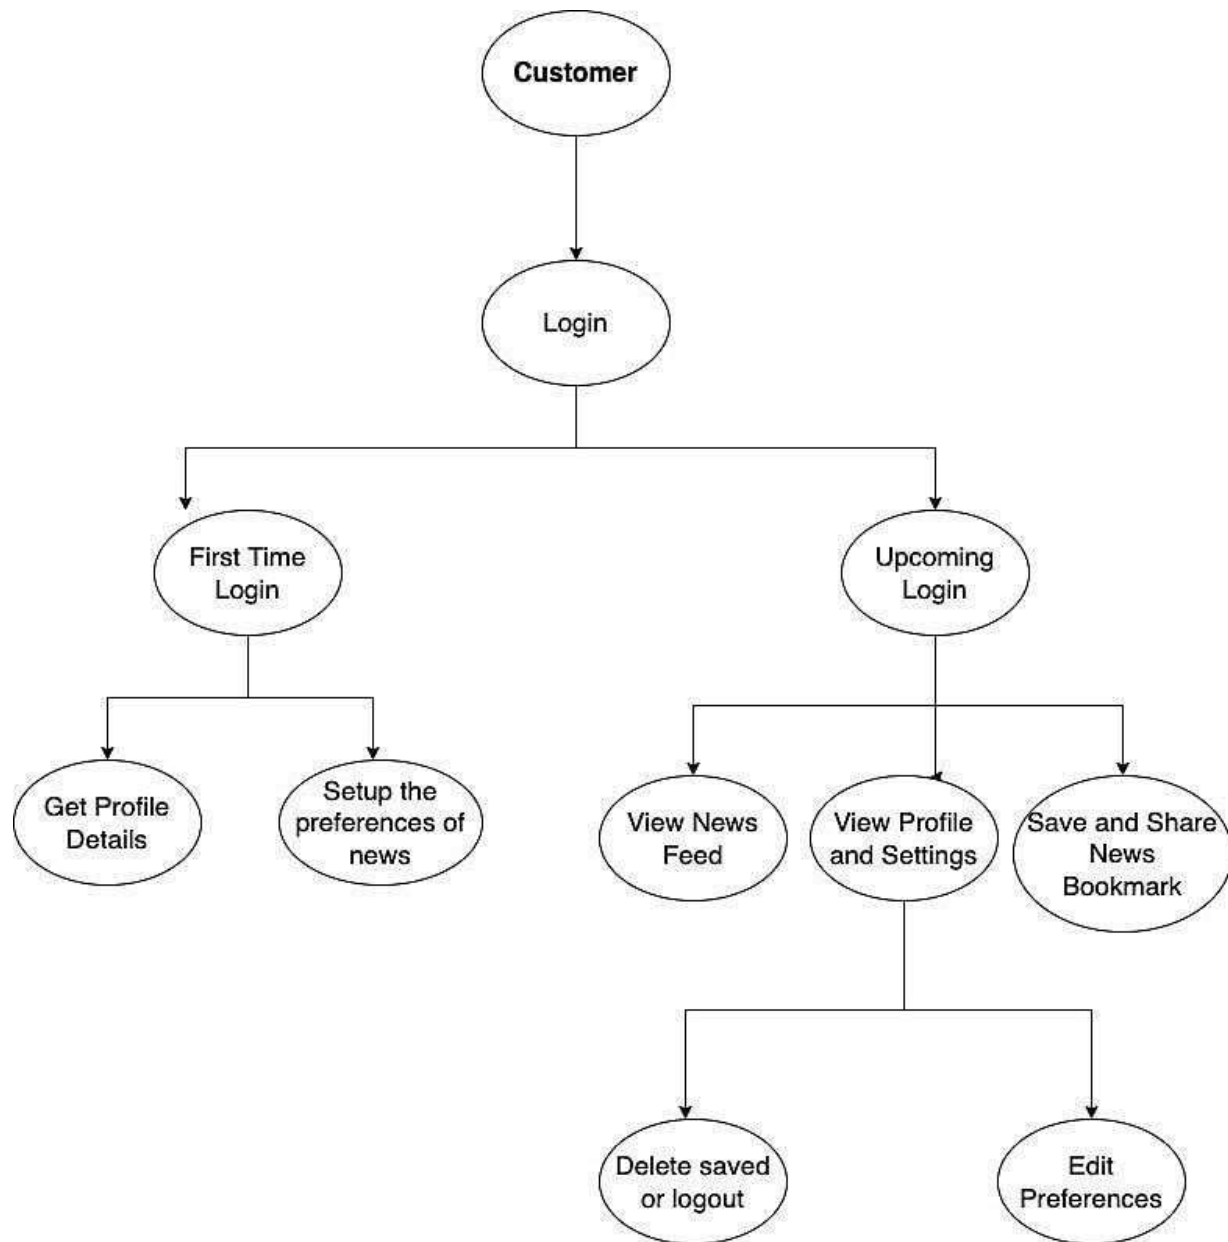 Customer
Login
First Time
Login
Upcoming
Login
Get Profile
Details
Setup the
preferences of
news
View News
Feed
View Profile
and Settings
Save and Share
News
Bookmark
Delete saved
or logout
Edit
Preferences